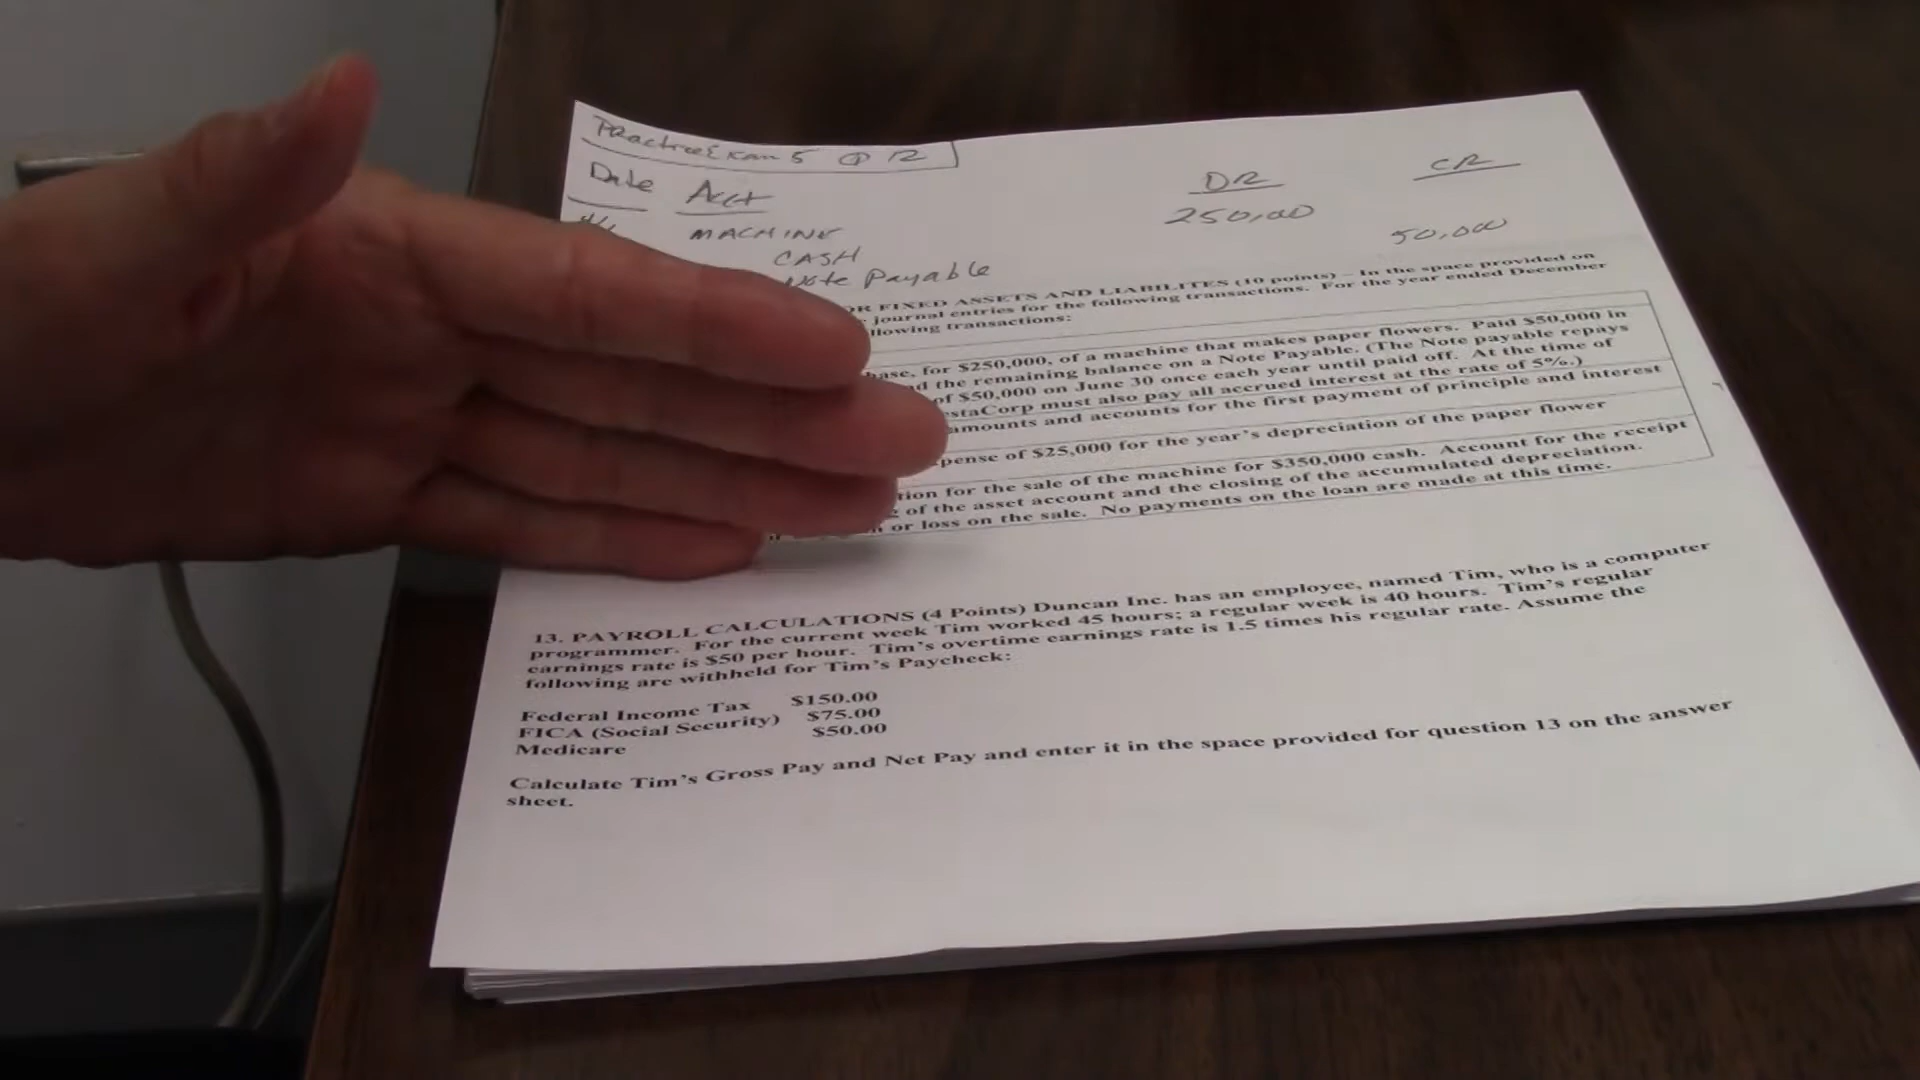 Practice Exam 5 @ 12
Date Acct DR CR
MACHINE 250,000
CASH 50,000
Note Payable
OR FIXED ASSETS AND LIABILITES (10 points) – In the space provided on
journal entries for the following transactions. For the year ended December
llowing transactions:
hase, for $250,000, of a machine that makes paper flowers. Paid $50,000 in
d the remaining balance on a Note Payable. (The Note payable repays
of $50,000 on June 30 once each year until paid off. At the time of
staCorp must also pay all accrued interest at the rate of 5%.)
amounts and accounts for the first payment of principle and interest
pense of $25,000 for the year's depreciation of the paper flower
tion for the sale of the machine for $350,000 cash. Account for the receipt
g of the asset account and the closing of the accumulated depreciation.
or loss on the sale. No payments on the loan are made at this time.
13. PAYROLL CALCULATIONS (4 Points) Duncan Inc. has an employee, named Tim, who is a computer
programmer. For the current week Tim worked 45 hours; a regular week is 40 hours. Tim's regular
earnings rate is $50 per hour. Tim's overtime earnings rate is 1.5 times his regular rate. Assume the
following are withheld for Tim's Paycheck:
Federal Income Tax $150.00
FICA (Social Security) $75.00
Medicare $50.00
Calculate Tim's Gross Pay and Net Pay and enter it in the space provided for question 13 on the answer
sheet.